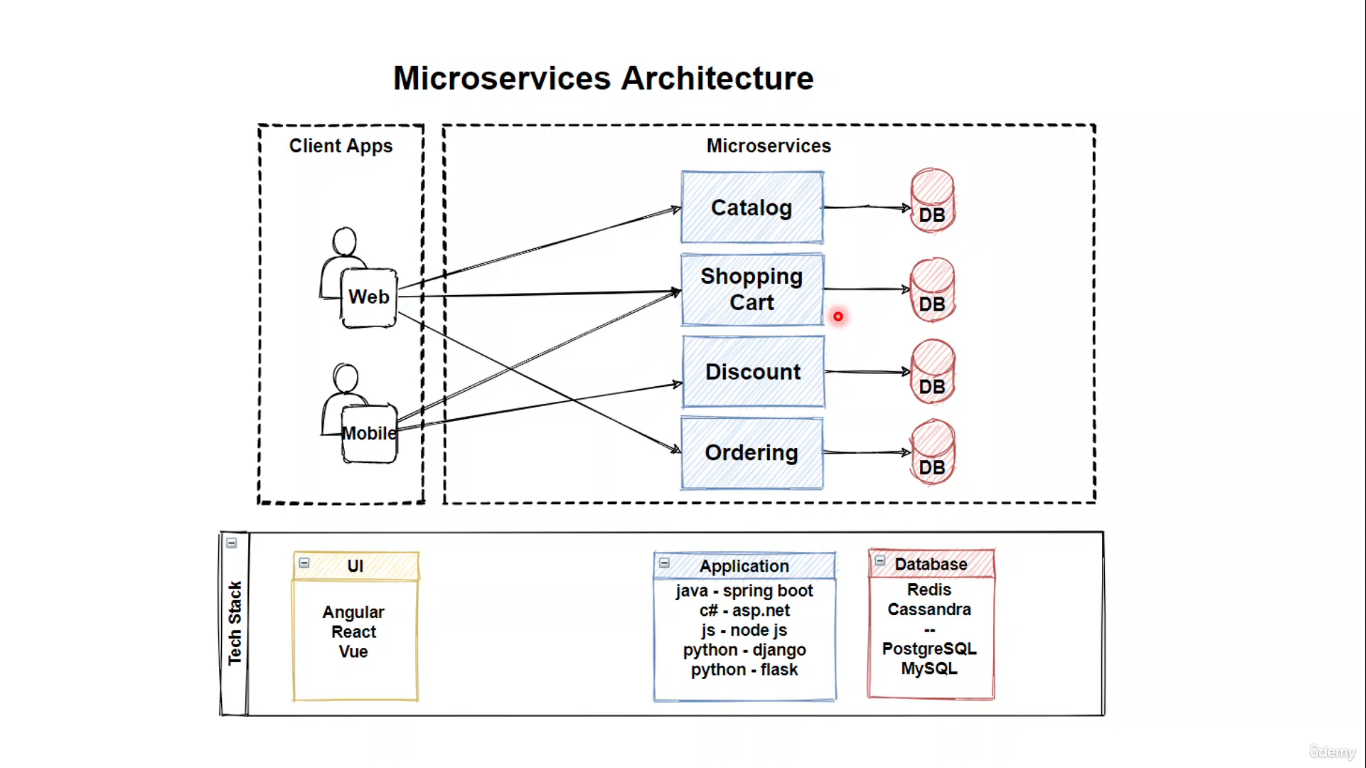 Microservices Architecture
Client Apps
Microservices
Web
Mobile
Catalog
DB
Shopping
Cart
DB
Discount
DB
Ordering
DB
Tech Stack
UI
Angular
React
Vue
Application
java - spring boot
c# - asp.net
js - node js
python - django
python - flask
Database
Redis
Cassandra
--
PostgreSQL
MySQL
ûdemy